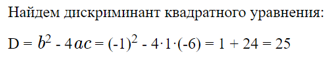 Найдем дискриминант квадратного уравнения:
D = b² - 4ac = (-1)² - 4·1·(-6) = 1 + 24 = 25